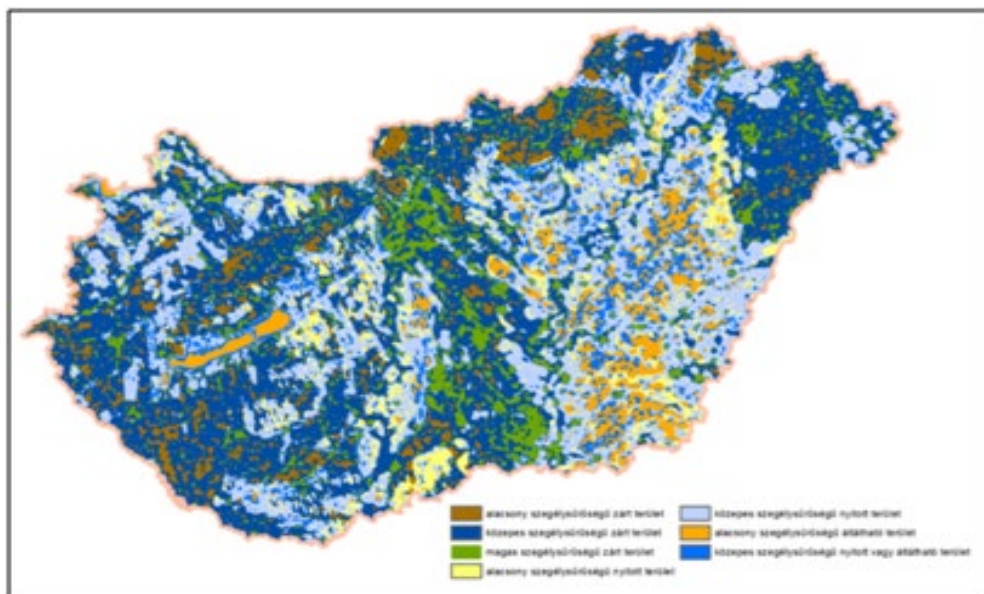 alacsony szegélysűrűségű zárt terület
közepes szegélysűrűségű zárt terület
magas szegélysűrűségű zárt terület
alacsony szegélysűrűségű nyitott terület
közepes szegélysűrűségű nyitott terület
alacsony szegélysűrűségű átlátható terület
közepes szegélysűrűségű nyitott vagy átlátható terület